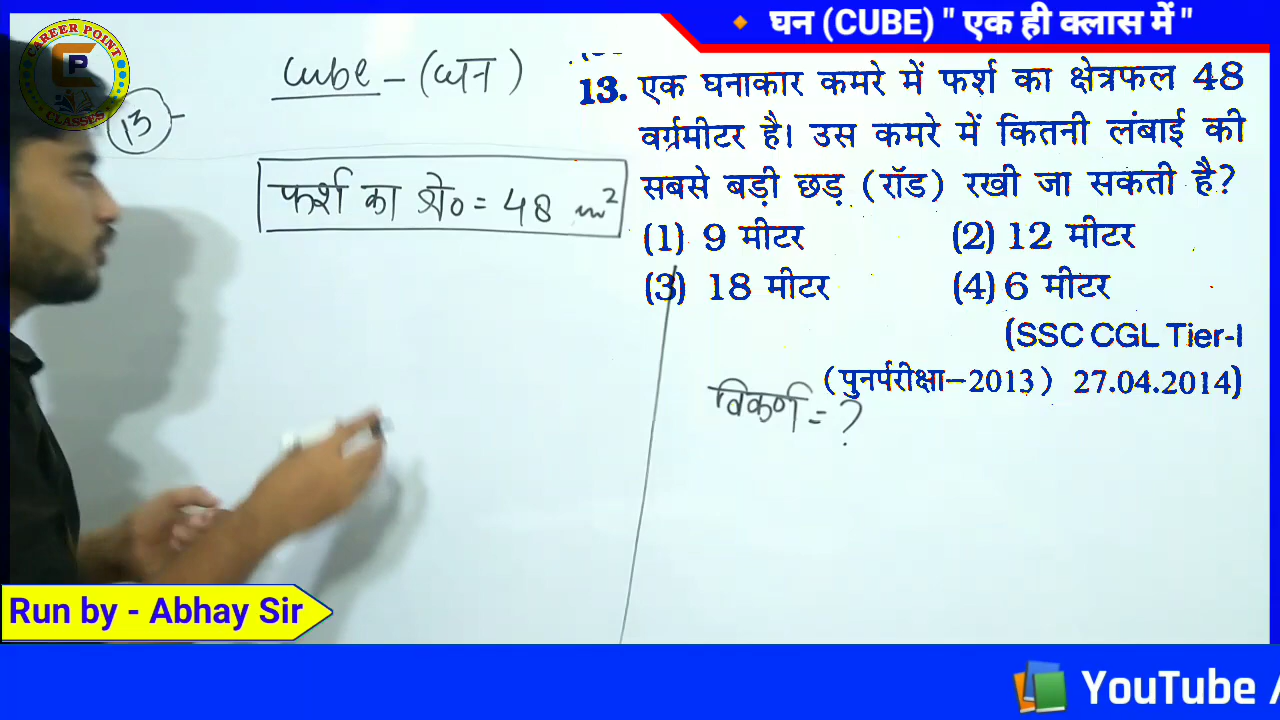 🔸 घन (CUBE) " एक ही क्लास में "
CAREER POINT
CP
CLASSES
13
Cube – (घन)
फर्श का क्षे० = 48 m²
13. एक घनाकार कमरे में फर्श का क्षेत्रफल 48
वर्ग्रमीटर है। उस कमरे में कितनी लंबाई की
सबसे बड़ी छड़ (रॉड) रखी जा सकती है?
(1) 9 मीटर (2) 12 मीटर
(3) 18 मीटर (4) 6 मीटर
(SSC CGL Tier-I
(पुनर्परीक्षा–2013) 27.04.2014)
विकर्ण = ?
Run by - Abhay Sir
YouTube